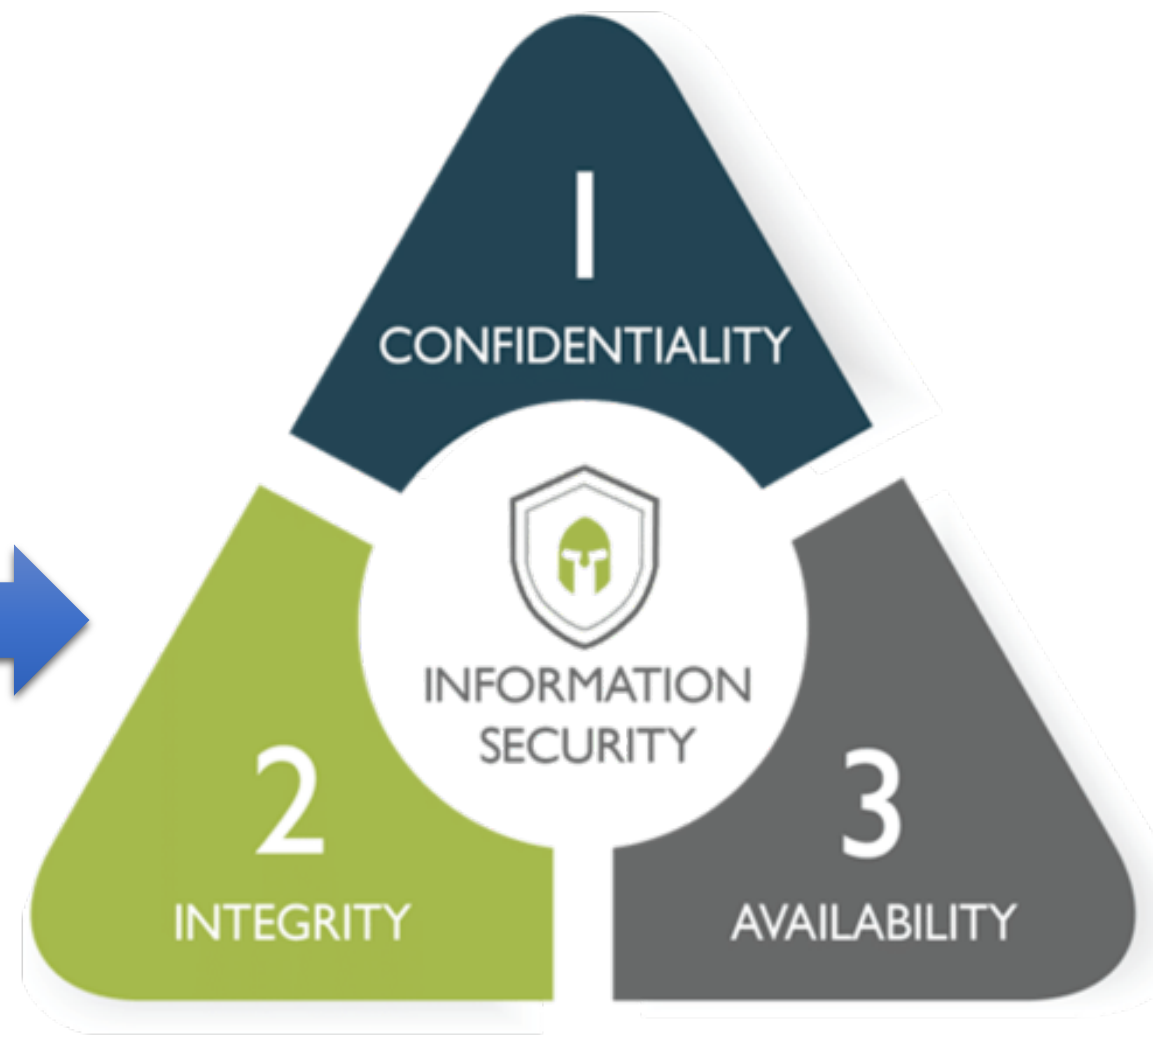 1
CONFIDENTIALITY
INFORMATION
SECURITY
2
INTEGRITY
3
AVAILABILITY